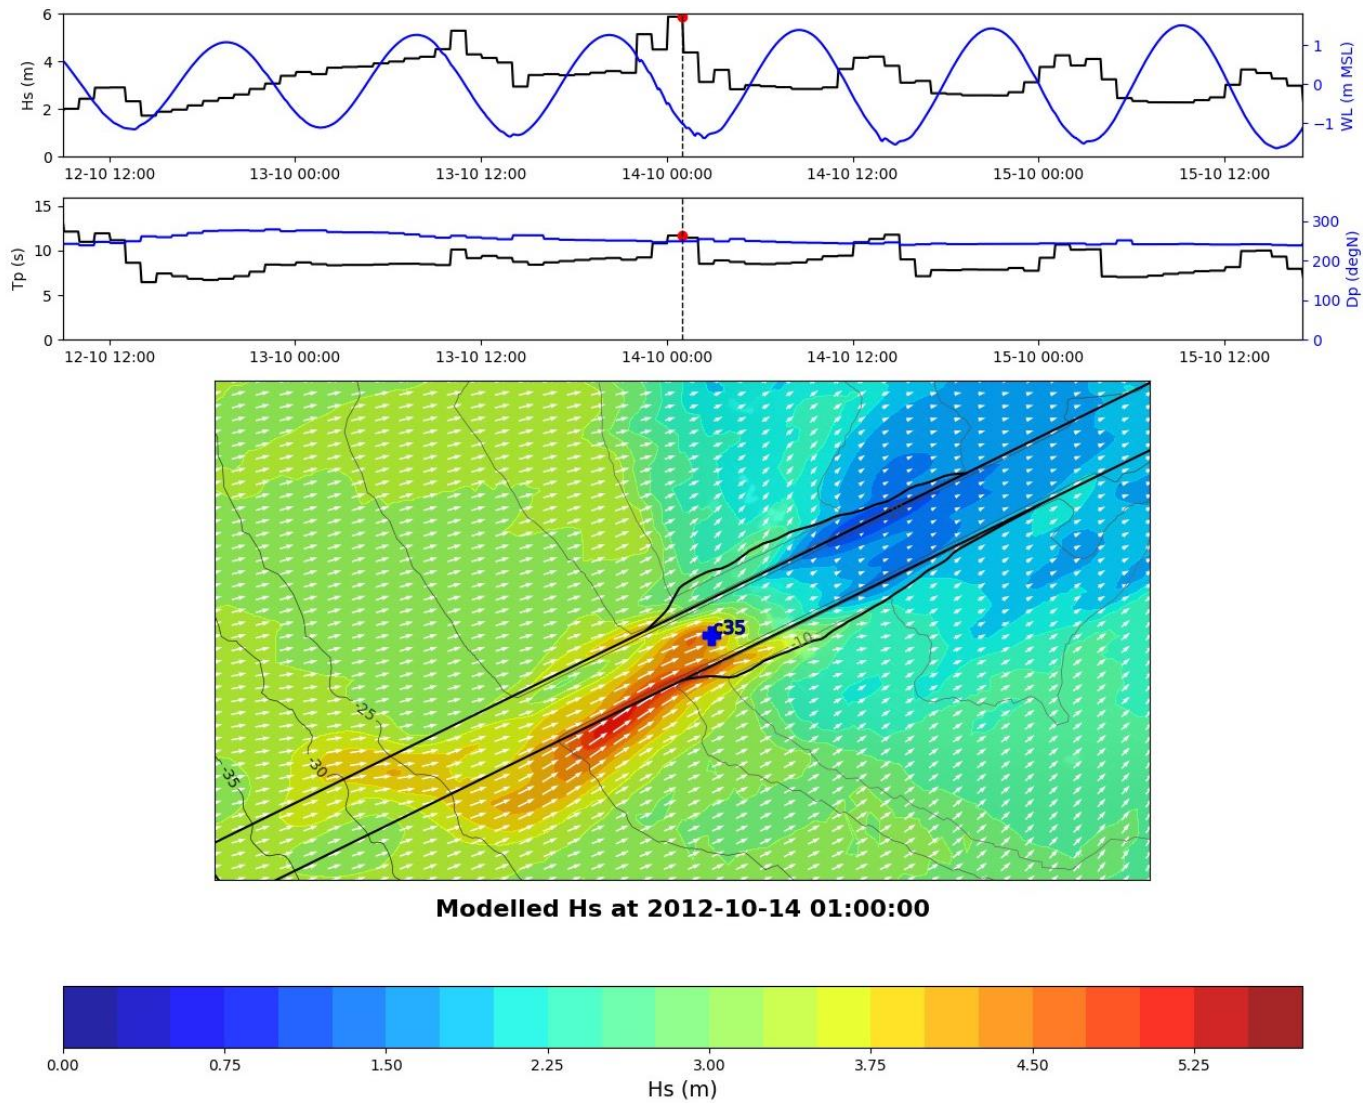 6
4
2
0
Hs (m)
1
0
−1
WL (m MSL)
12-10 12:00 13-10 00:00 13-10 12:00 14-10 00:00 14-10 12:00 15-10 00:00 15-10 12:00
15
10
5
0
Tp (s)
300
200
100
0
Dp (degN)
12-10 12:00 13-10 00:00 13-10 12:00 14-10 00:00 14-10 12:00 15-10 00:00 15-10 12:00
c35
-10
-25
-30
-35
Modelled Hs at 2012-10-14 01:00:00
0.00 0.75 1.50 2.25 3.00 3.75 4.50 5.25
Hs (m)